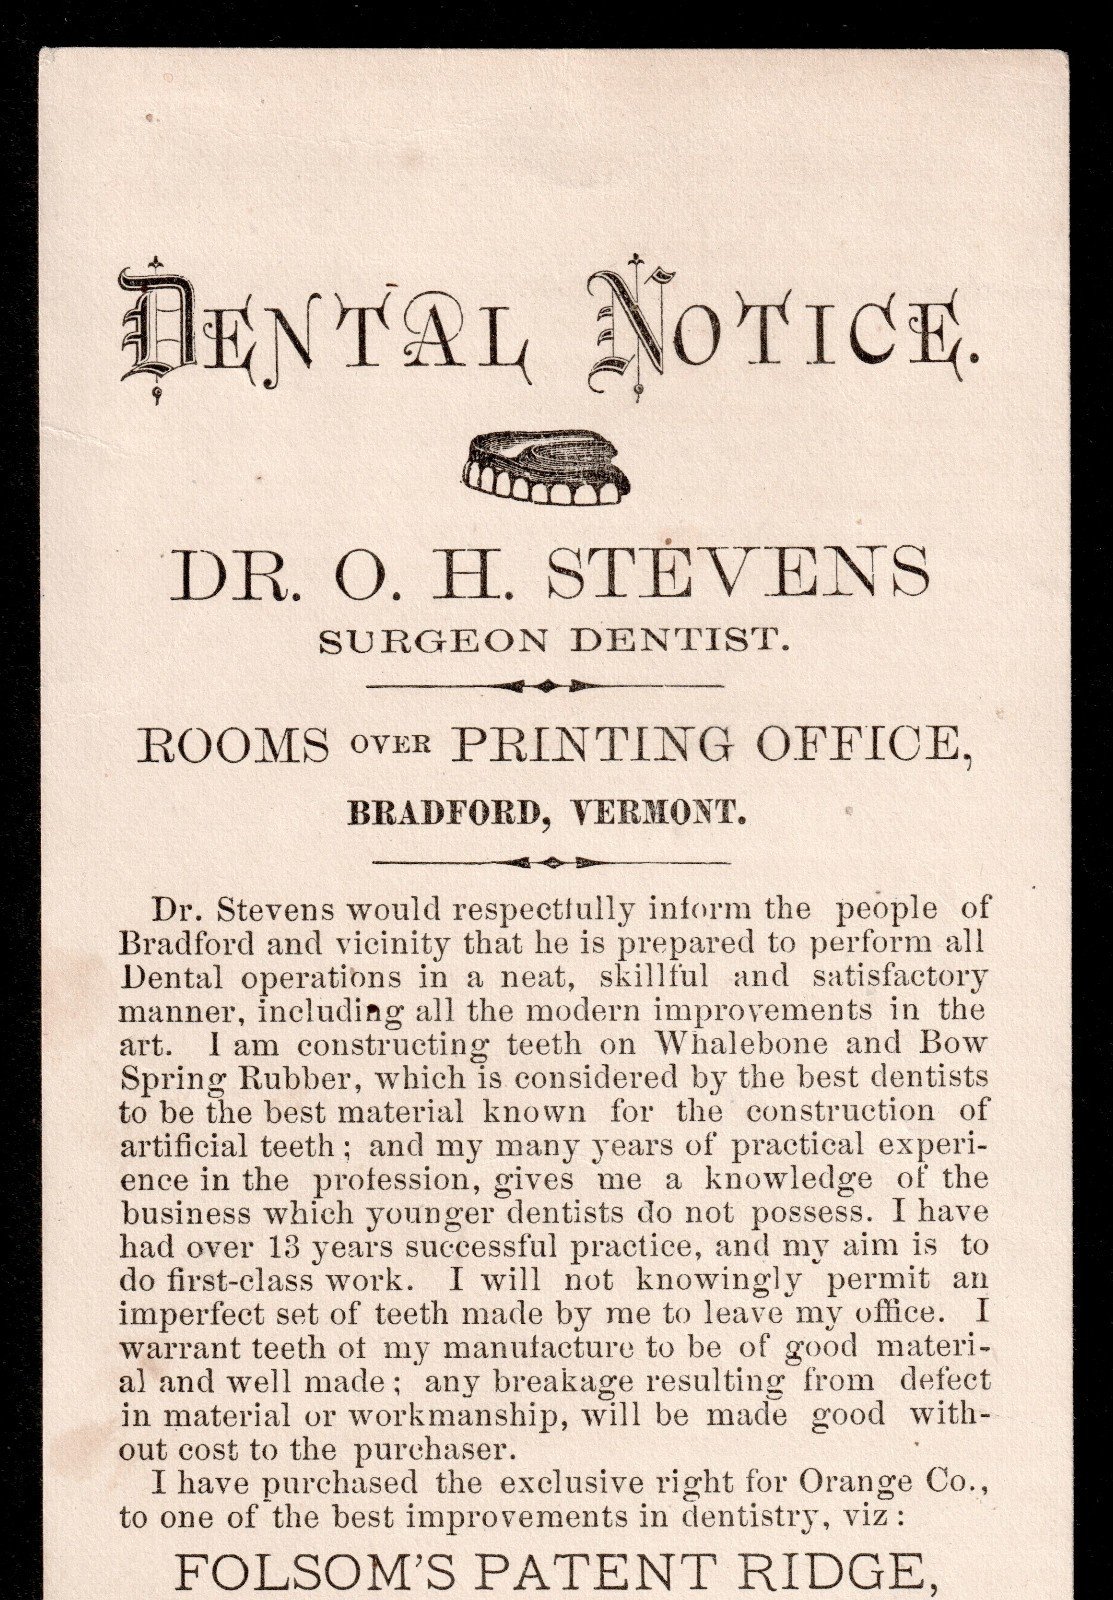 DENTAL NOTICE.
DR. O. H. STEVENS
SURGEON DENTIST.
ROOMS OVER PRINTING OFFICE,
BRADFORD, VERMONT.
Dr. Stevens would respectfully inform the people of
Bradford and vicinity that he is prepared to perform all
Dental operations in a neat, skillful and satisfactory
manner, including all the modern improvements in the
art. I am constructing teeth on Whalebone and Bow
Spring Rubber, which is considered by the best dentists
to be the best material known for the construction of
artificial teeth; and my many years of practical experi-
ence in the profession, gives me a knowledge of the
business which younger dentists do not possess. I have
had over 13 years successful practice, and my aim is to
do first-class work. I will not knowingly permit an
imperfect set of teeth made by me to leave my office. I
warrant teeth of my manufacture to be of good materi-
al and well made; any breakage resulting from defect
in material or workmanship, will be made good with-
out cost to the purchaser.
I have purchased the exclusive right for Orange Co.,
to one of the best improvements in dentistry, viz:
FOLSOM'S PATENT RIDGE,